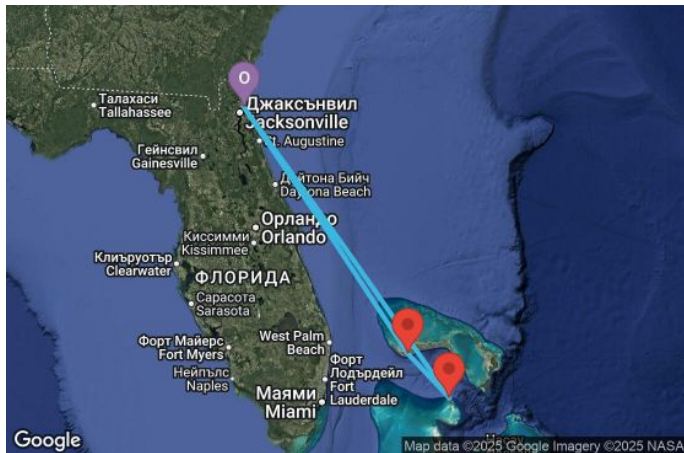 O
Талахаси
Tallahassee
Джаксънвил
Jacksonville
St. Augustine
Гейнсвил
Gainesville
Дейтона Бийч
Daytona Beach
Орландо
Orlando
Киссимми
Kissimmee
Клиъруотър
Clearwater
ФЛОРИДА
Сарасота
Sarasota
Форт Майерс
Fort Myers
West Palm
Beach
Нейпълс
Naples
Форт
Лодърдейл
Fort
Lauderdale
Маями
Miami
Google
Map data ©2025 Google Imagery ©2025 NASA